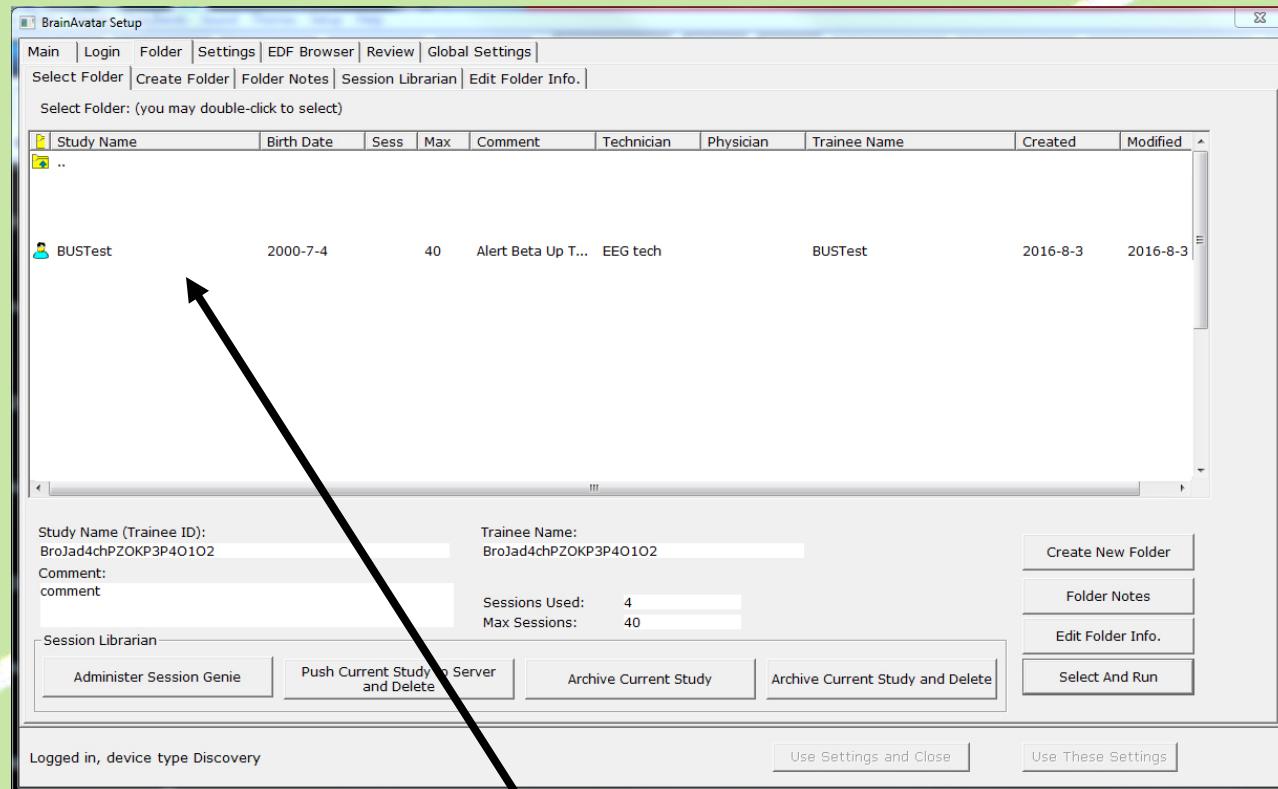 BrainAvatar Setup
Main Login Folder Settings EDF Browser Review Global Settings
Select Folder Create Folder Folder Notes Session Librarian Edit Folder Info.
Select Folder: (you may double-click to select)
Study Name Birth Date Sess Max Comment Technician Physician Trainee Name Created Modified
..
BUSTest 2000-7-4 40 Alert Beta Up T... EEG tech BUSTest 2016-8-3 2016-8-3
Study Name (Trainee ID): Trainee Name:
BroJad4chPZOKP3P4O1O2 BroJad4chPZOKP3P4O1O2
Create New Folder
Comment:
comment
Folder Notes
Sessions Used: 4
Max Sessions: 40
Edit Folder Info.
Session Librarian
Administer Session Genie Push Current Study to Server and Delete Archive Current Study Archive Current Study and Delete Select And Run
Logged in, device type Discovery Use Settings and Close Use These Settings